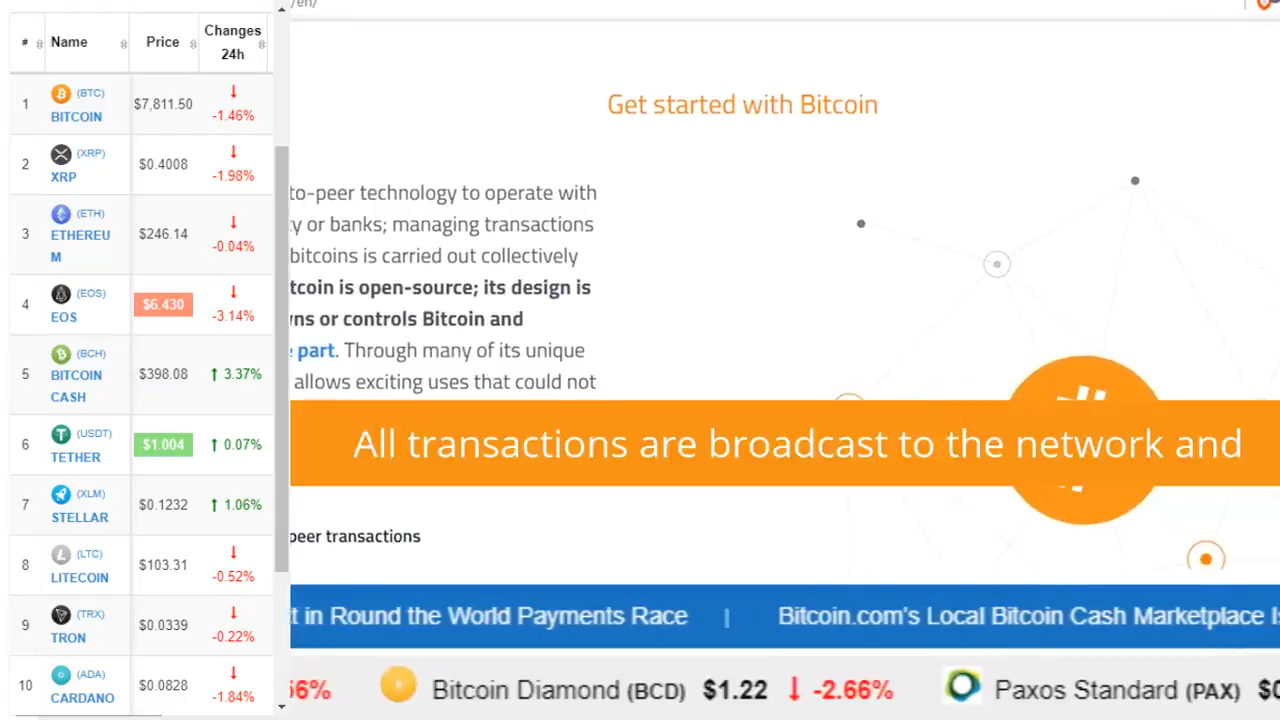 /en/
# Name Price Changes 24h
1 (BTC) BITCOIN $7,811.50 -1.46%
2 (XRP) XRP $0.4008 -1.98%
3 (ETH) ETHEREUM $246.14 -0.04%
4 (EOS) EOS $6.430 -3.14%
5 (BCH) BITCOIN CASH $398.08 3.37%
6 (USDT) TETHER $1.004 0.07%
7 (XLM) STELLAR $0.1232 1.06%
8 (LTC) LITECOIN $103.31 -0.52%
9 (TRX) TRON $0.0339 -0.22%
10 (ADA) CARDANO $0.0828 -1.84%
Get started with Bitcoin
to-peer technology to operate with
or banks; managing transactions
bitcoins is carried out collectively
tcoin is open-source; its design is
or controls Bitcoin and
part. Through many of its unique
allows exciting uses that could not
All transactions are broadcast to the network and
peer transactions
t in Round the World Payments Race | Bitcoin.com's Local Bitcoin Cash Marketplace
6% Bitcoin Diamond (BCD) $1.22 -2.66% Paxos Standard (PAX)